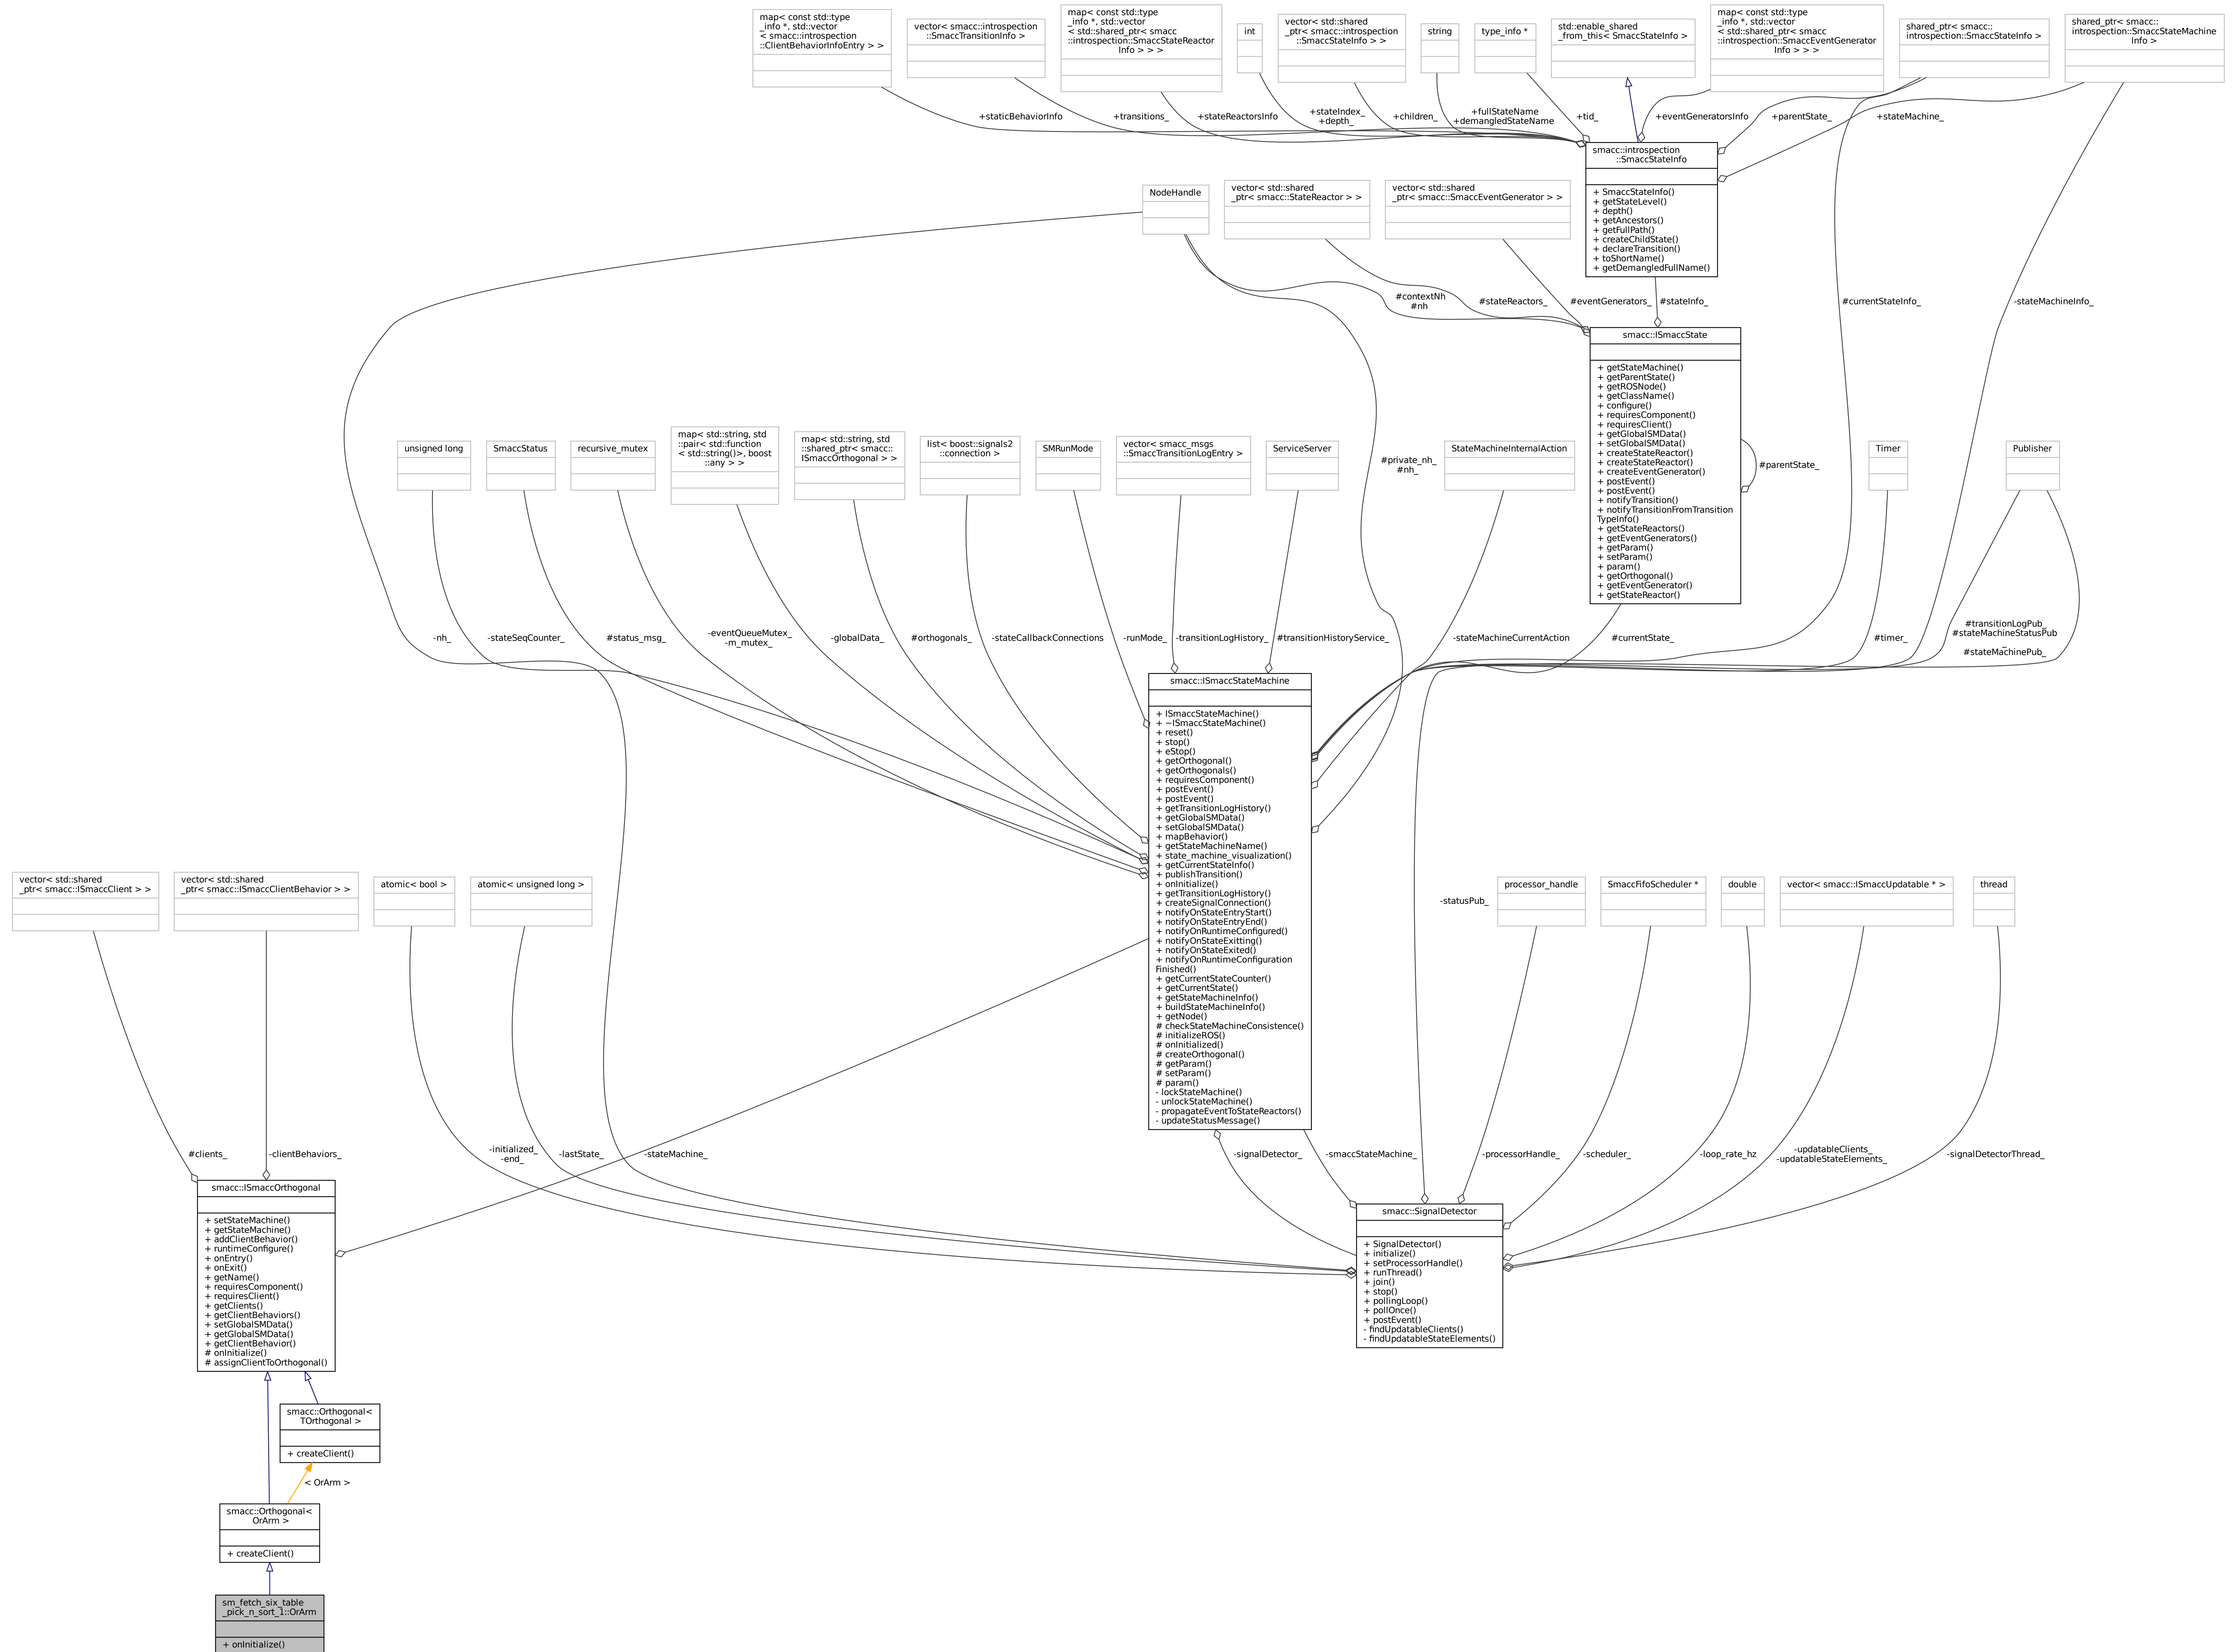 map< const std::type
_info *, std::vector
< smacc::introspection
::ClientBehaviorInfoEntry > >
vector< smacc::introspection
::SmaccTransitionInfo >
map< const std::type
_info *, std::vector
< std::shared_ptr< smacc
::introspection::SmaccStateReactor
Info > > >
int
vector< std::shared
_ptr< smacc::introspection
::SmaccStateInfo > >
string
type_info *
std::enable_shared
_from_this< SmaccStateInfo >
map< const std::type
_info *, std::vector
< std::shared_ptr< smacc
::introspection::SmaccEventGenerator
Info > > >
shared_ptr< smacc::
introspection::SmaccStateInfo >
shared_ptr< smacc::
introspection::SmaccStateMachine
Info >
+staticBehaviorInfo
+transitions_
+stateReactorsInfo
+stateIndex_
+depth_
+children_
+fullStateName
+demangledStateName
+tid_
+eventGeneratorsInfo
+parentState_
+stateMachine_
smacc::introspection
::SmaccStateInfo
+ SmaccStateInfo()
+ getStateLevel()
+ depth()
+ getAncestors()
+ getFullPath()
+ createChildState()
+ declareTransition()
+ toShortName()
+ getDemangledFullName()
NodeHandle
vector< std::shared
_ptr< smacc::StateReactor > >
vector< std::shared
_ptr< smacc::SmaccEventGenerator > >
#contextNh
#nh
#stateReactors_
#eventGenerators_
#stateInfo_
#currentStateInfo_
-stateMachineInfo_
smacc::ISmaccState
+ getStateMachine()
+ getParentState()
+ getROSNode()
+ getClassName()
+ configure()
+ requiresComponent()
+ requiresClient()
+ getGlobalSMData()
+ setGlobalSMData()
+ createStateReactor()
+ createStateReactor()
+ createEventGenerator()
+ postEvent()
+ postEvent()
+ notifyTransition()
+ notifyTransitionFromTransition
TypeInfo()
+ getStateReactors()
+ getEventGenerators()
+ getParam()
+ setParam()
+ param()
+ getOrthogonal()
+ getEventGenerator()
+ getStateReactor()
#parentState_
unsigned long
SmaccStatus
recursive_mutex
map< std::string, std
::pair< std::function
< std::string()>, boost
::any > >
map< std::string, std
::shared_ptr< smacc::
ISmaccOrthogonal > >
list< boost::signals2
::connection >
SMRunMode
vector< smacc_msgs
::SmaccTransitionLogEntry >
ServiceServer
#private_nh_
#nh_
StateMachineInternalAction
Timer
Publisher
-nh_
-stateSeqCounter_
#status_msg_
-eventQueueMutex_
-m_mutex_
-globalData_
#orthogonals_
-stateCallbackConnections
-runMode_
-transitionLogHistory_
#transitionHistoryService_
-stateMachineCurrentAction
#currentState_
#timer_
#transitionLogPub_
#stateMachineStatusPub
_
#stateMachinePub_
smacc::ISmaccStateMachine
+ ISmaccStateMachine()
+ ~ISmaccStateMachine()
+ reset()
+ stop()
+ eStop()
+ getOrthogonal()
+ getOrthogonals()
+ requiresComponent()
+ postEvent()
+ postEvent()
+ getTransitionLogHistory()
+ getGlobalSMData()
+ setGlobalSMData()
+ mapBehavior()
+ getStateMachineName()
+ state_machine_visualization()
+ getCurrentStateInfo()
+ publishTransition()
+ onInitialize()
+ getTransitionLogHistory()
+ createSignalConnection()
+ notifyOnStateEntryStart()
+ notifyOnStateEntryEnd()
+ notifyOnRuntimeConfigured()
+ notifyOnStateExitting()
+ notifyOnStateExited()
+ notifyOnRuntimeConfiguration
Finished()
+ getCurrentStateCounter()
+ getCurrentState()
+ getStateMachineInfo()
+ buildStateMachineInfo()
+ getNode()
# checkStateMachineConsistence()
# initializeROS()
# onInitialized()
# createOrthogonal()
# getParam()
# setParam()
# param()
- lockStateMachine()
- unlockStateMachine()
- propagateEventToStateReactors()
- updateStatusMessage()
vector< std::shared
_ptr< smacc::ISmaccClient > >
vector< std::shared
_ptr< smacc::ISmaccClientBehavior > >
atomic< bool >
atomic< unsigned long >
-statusPub_
processor_handle
SmaccFifoScheduler *
double
vector< smacc::ISmaccUpdatable * >
thread
#clients_
-clientBehaviors_
-initialized_
-end_
-lastState_
-stateMachine_
-signalDetector_
-smaccStateMachine_
-processorHandle_
-scheduler_
-loop_rate_hz
-updatableClients_
-updatableStateElements_
-signalDetectorThread_
smacc::ISmaccOrthogonal
+ setStateMachine()
+ getStateMachine()
+ addClientBehavior()
+ runtimeConfigure()
+ onEntry()
+ onExit()
+ getName()
+ requiresComponent()
+ requiresClient()
+ getClients()
+ getClientBehaviors()
+ setGlobalSMData()
+ getGlobalSMData()
+ getClientBehavior()
# onInitialize()
# assignClientToOrthogonal()
smacc::SignalDetector
+ SignalDetector()
+ initialize()
+ setProcessorHandle()
+ runThread()
+ join()
+ stop()
+ pollingLoop()
+ pollOnce()
+ postEvent()
- findUpdatableClients()
- findUpdatableStateElements()
smacc::Orthogonal<
TOrthogonal >
+ createClient()
< OrArm >
smacc::Orthogonal<
OrArm >
+ createClient()
sm_fetch_six_table
_pick_n_sort_1::OrArm
+ onInitialize()